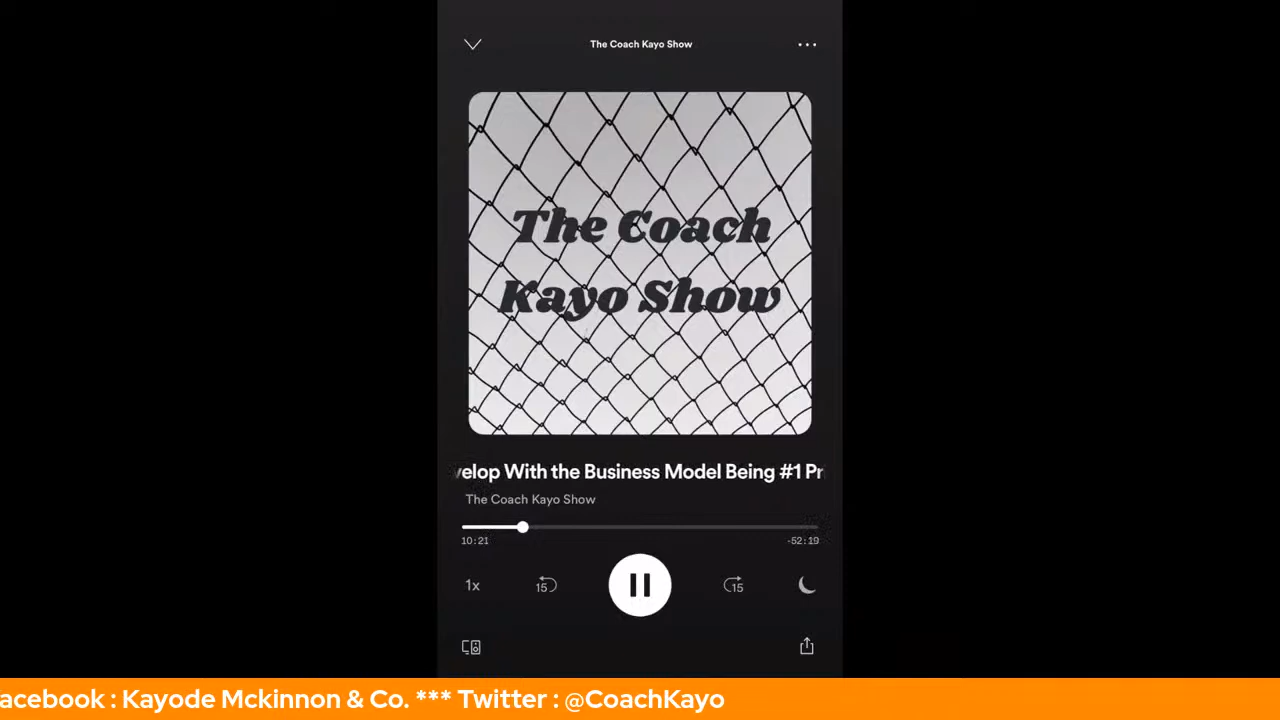 The Coach Kayo Show
The Coach
Kayo Show
velop With the Business Model Being #1 Pr
The Coach Kayo Show
10:21 -52:19
1x 15 15
acebook : Kayode Mckinnon & Co. *** Twitter : @CoachKayo